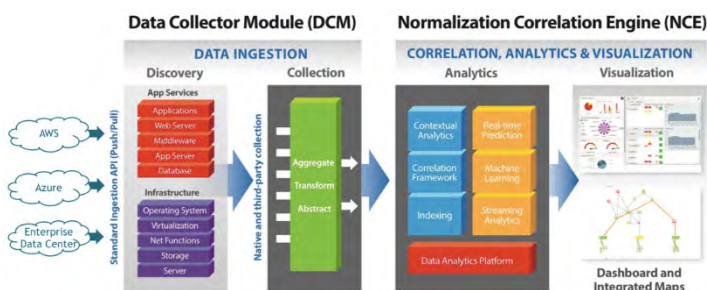 Data Collector Module (DCM)
Normalization Correlation Engine (NCE)
DATA INGESTION
CORRELATION, ANALYTICS & VISUALIZATION
Discovery
Collection
Analytics
Visualization
AWS
Azure
Enterprise
Data Center
Standard Ingestion API (Push/Pull)
App Services
Applications
Web Server
Middleware
App Server
Database
Infrastructure
Operating System
Virtualization
Net Functions
Storage
Server
Native and third-party collection
Aggregate
Transform
Abstract
Contextual
Analytics
Real-time
Prediction
Correlation
Framework
Machine
Learning
Indexing
Streaming
Analytics
Data Analytics Platform
Dashboard and
Integrated Maps